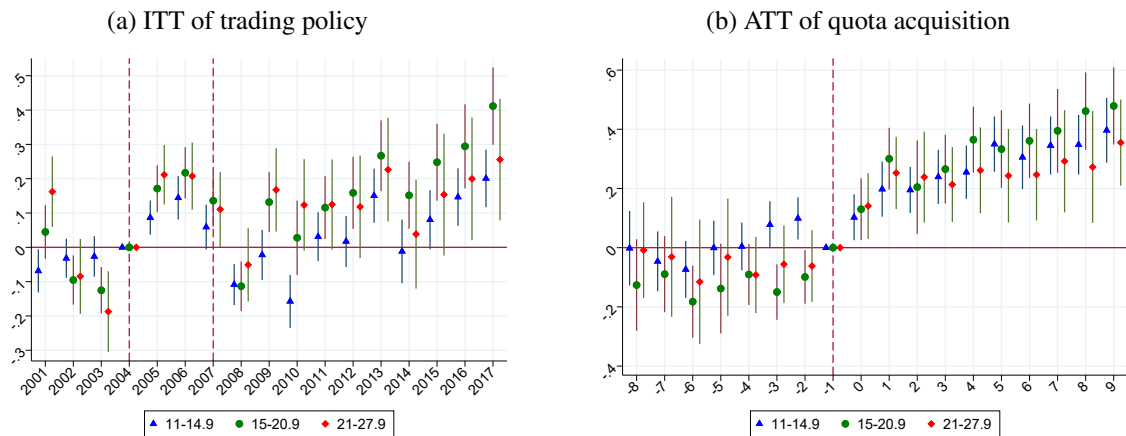 (a) ITT of trading policy
.5
.4
.3
.2
.1
0
-.1
-.2
-.3
2001 2002 2003 2004 2005 2006 2007 2008 2009 2010 2011 2012 2013 2014 2015 2016 2017
11-14.9 15-20.9 21-27.9
(b) ATT of quota acquisition
.6
.4
.2
0
-.2
-.4
-8 -7 -6 -5 -4 -3 -2 -1 0 1 2 3 4 5 6 7 8 9
11-14.9 15-20.9 21-27.9